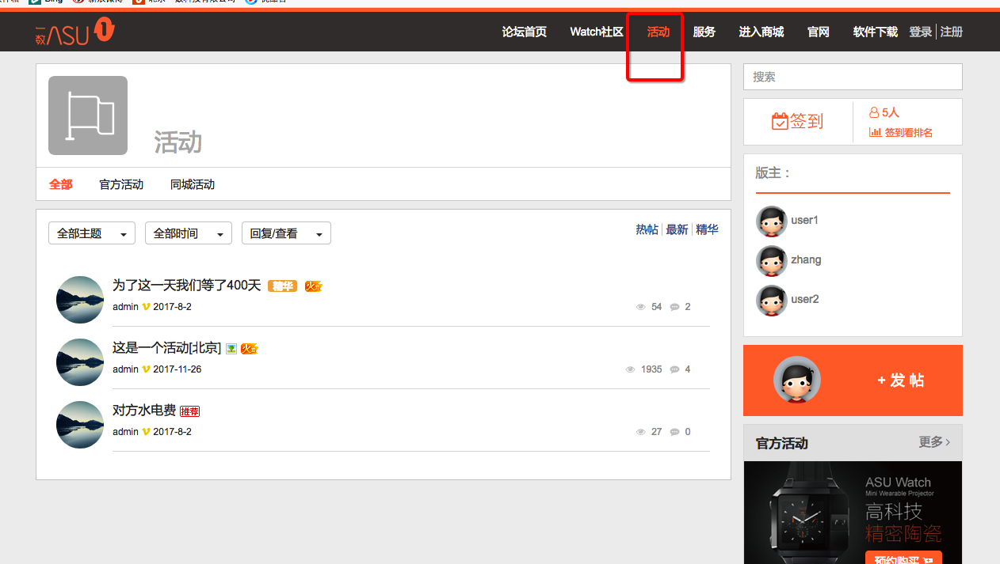 Bing
一数 ASU 1
论坛首页 Watch社区 活动 服务 进入商城 官网 软件下载 登录 注册
活动
全部 官方活动 同城活动
全部主题 全部时间 回复/查看 热帖 最新 精华
为了这一天我们等了400天 精华 火
admin 2017-8-2 54 2
这是一个活动[北京] 火
admin 2017-11-26 1935 4
对方水电费 推荐
admin 2017-8-2 27 0
搜索
签到
5人
签到看排名
版主：
user1
zhang
user2
+ 发 帖
官方活动 更多
ASU Watch
Mini Wearable Projector
高科技
精密陶瓷
预约购买